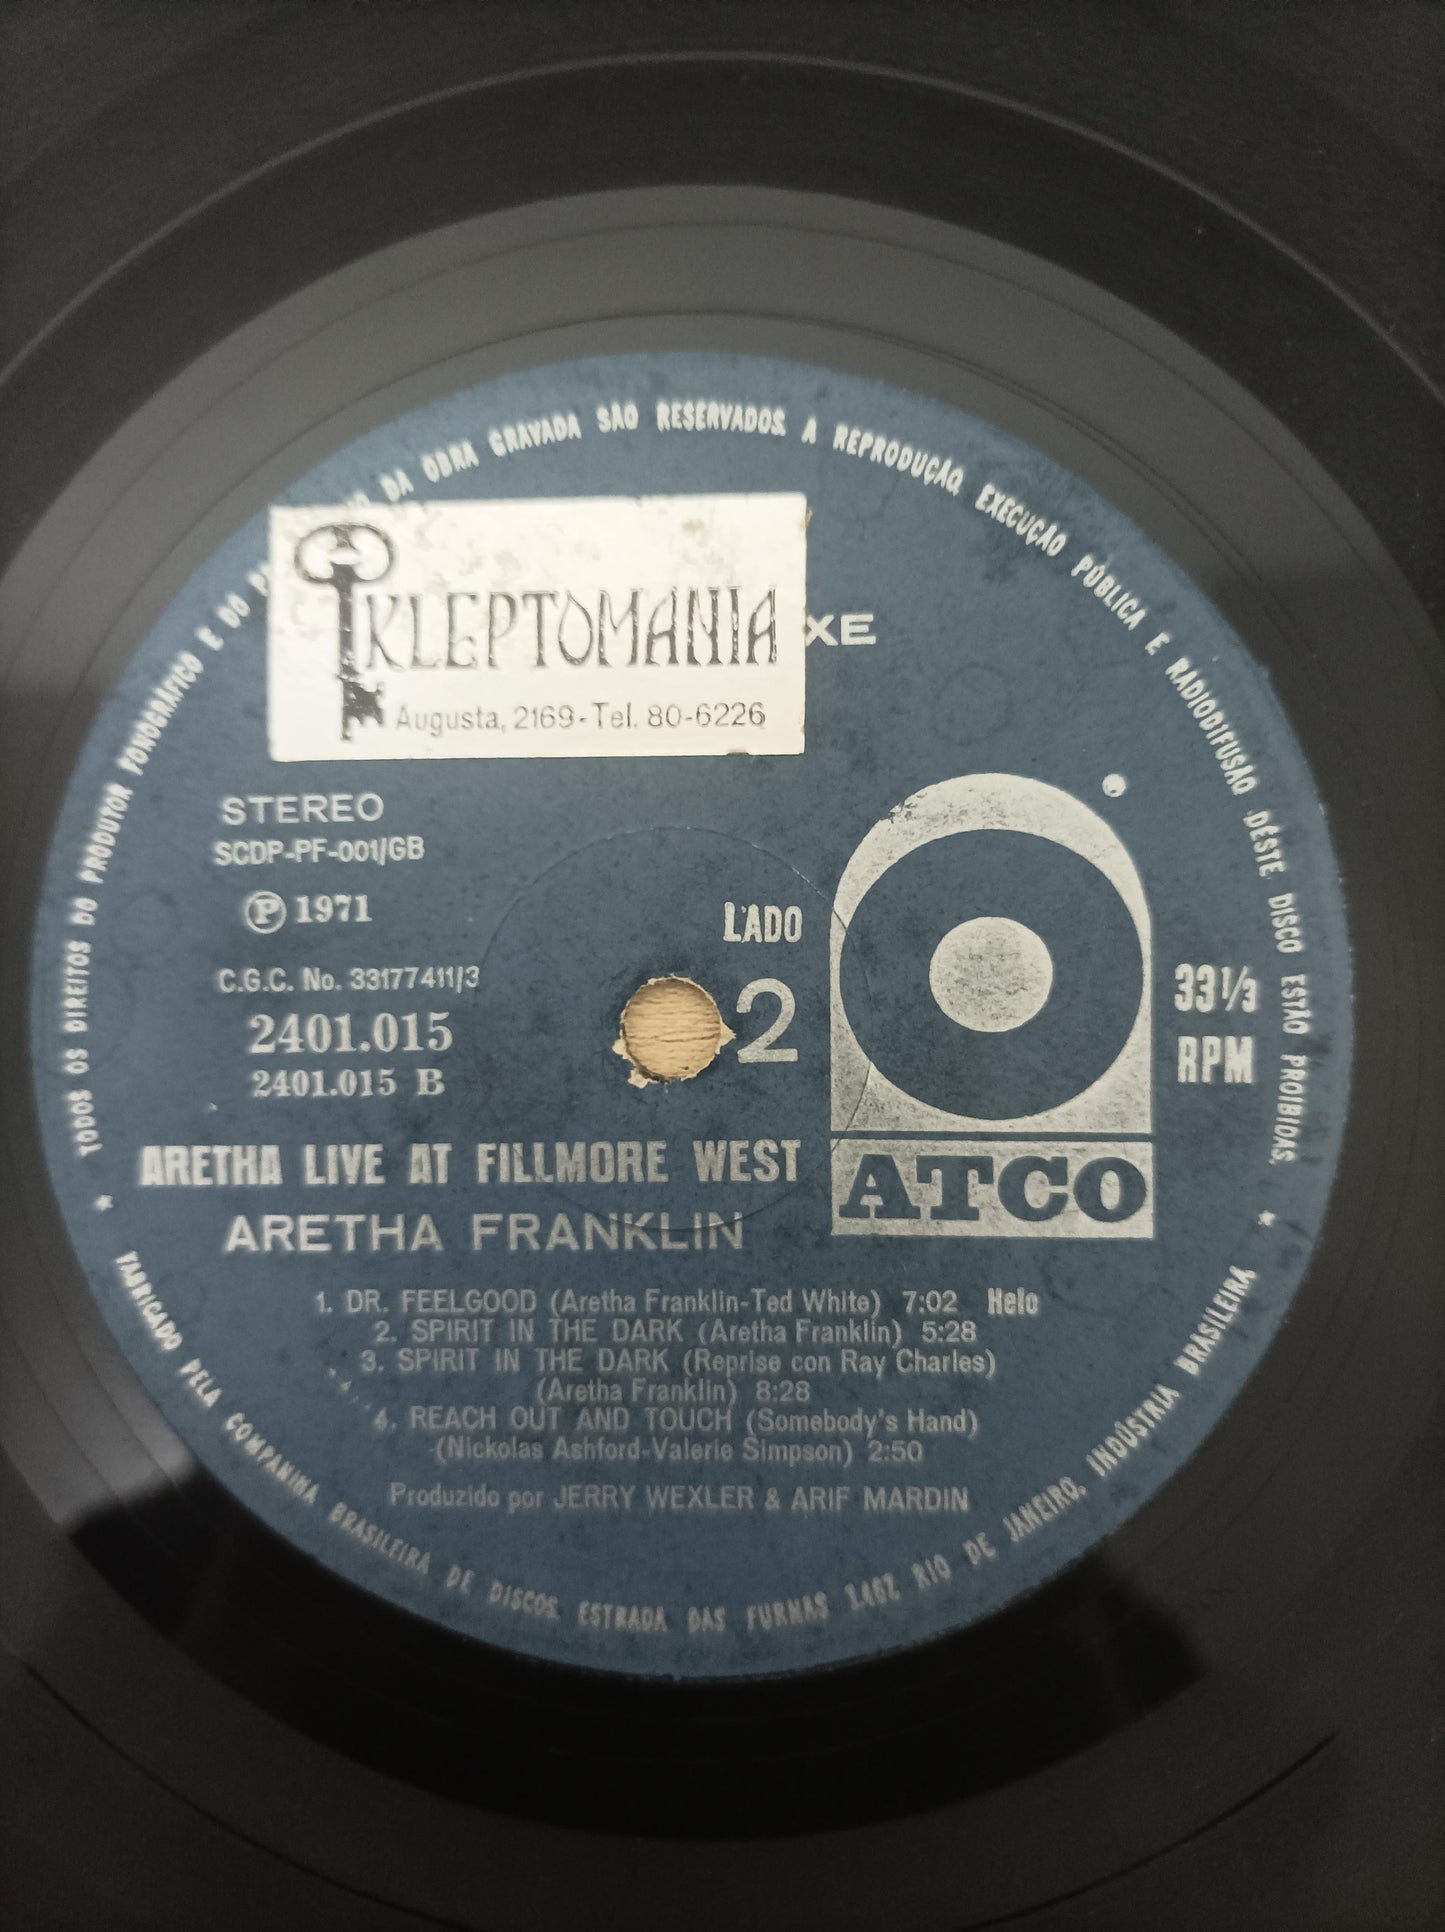 TODOS OS DIREITOS DO PRODUTOR FONOGRÁFICO E DO DA OBRA GRAVADA SÃO RESERVADOS. A REPRODUÇÃO, EXECUÇÃO PÚBLICA E RADIODIFUSÃO DÊSTE DISCO ESTÃO PROIBIDAS.
KLEPTOMANIA
Augusta, 2169-Tel. 80-6226
XE
STEREO
SCDP-PF-001/GB
Ⓟ 1971
C.G.C. No. 33177411/3
2401.015
2401.015 B
LADO
2
33 1/3
RPM
ATCO
ARETHA LIVE AT FILLMORE WEST
ARETHA FRANKLIN
1. DR. FEELGOOD (Aretha Franklin-Ted White) 7:02 Helo
2. SPIRIT IN THE DARK (Aretha Franklin) 5:28
3. SPIRIT IN THE DARK (Reprise con Ray Charles)
(Aretha Franklin) 8:28
4. REACH OUT AND TOUCH (Somebody's Hand)
(Nickolas Ashford-Valerie Simpson) 2:50
Produzido por JERRY WEXLER & ARIF MARDIN
FABRICADO PELA COMPANHIA BRASILEIRA DE DISCOS. ESTRADA DAS FURNAS 1.462 RIO DE JANEIRO, INDÚSTRIA BRASILEIRA